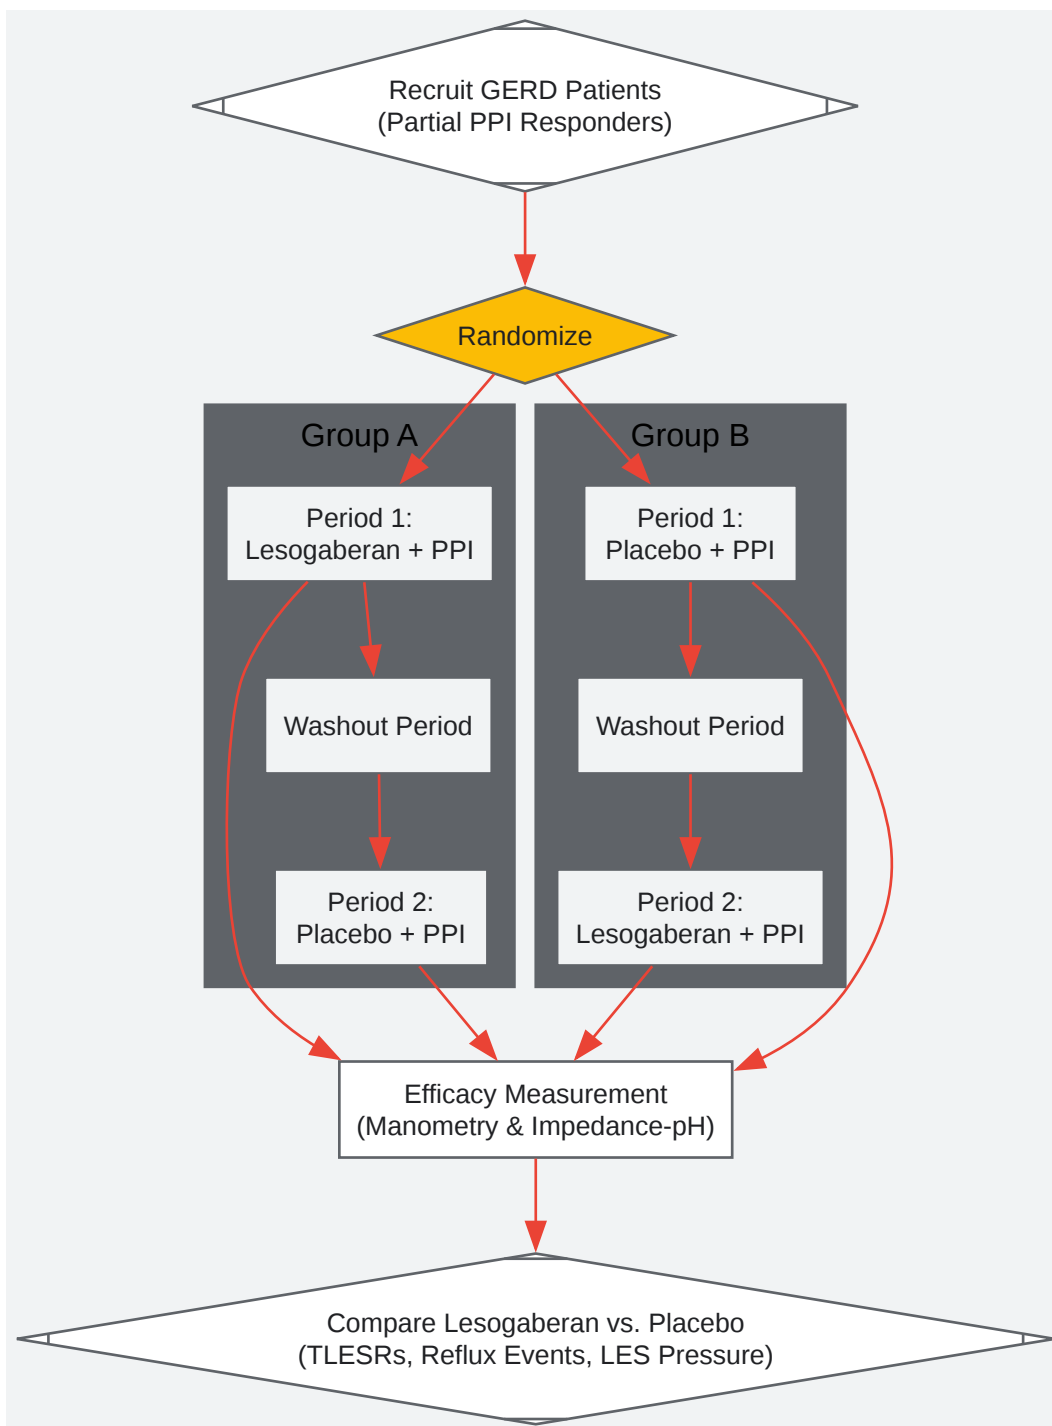 Recruit GERD Patients
(Partial PPI Responders)
Randomize
Group A
Period 1:
Lesogaberan + PPI
Washout Period
Period 2:
Placebo + PPI
Group B
Period 1:
Placebo + PPI
Washout Period
Period 2:
Lesogaberan + PPI
Efficacy Measurement
(Manometry & Impedance-pH)
Compare Lesogaberan vs. Placebo
(TLESRs, Reflux Events, LES Pressure)